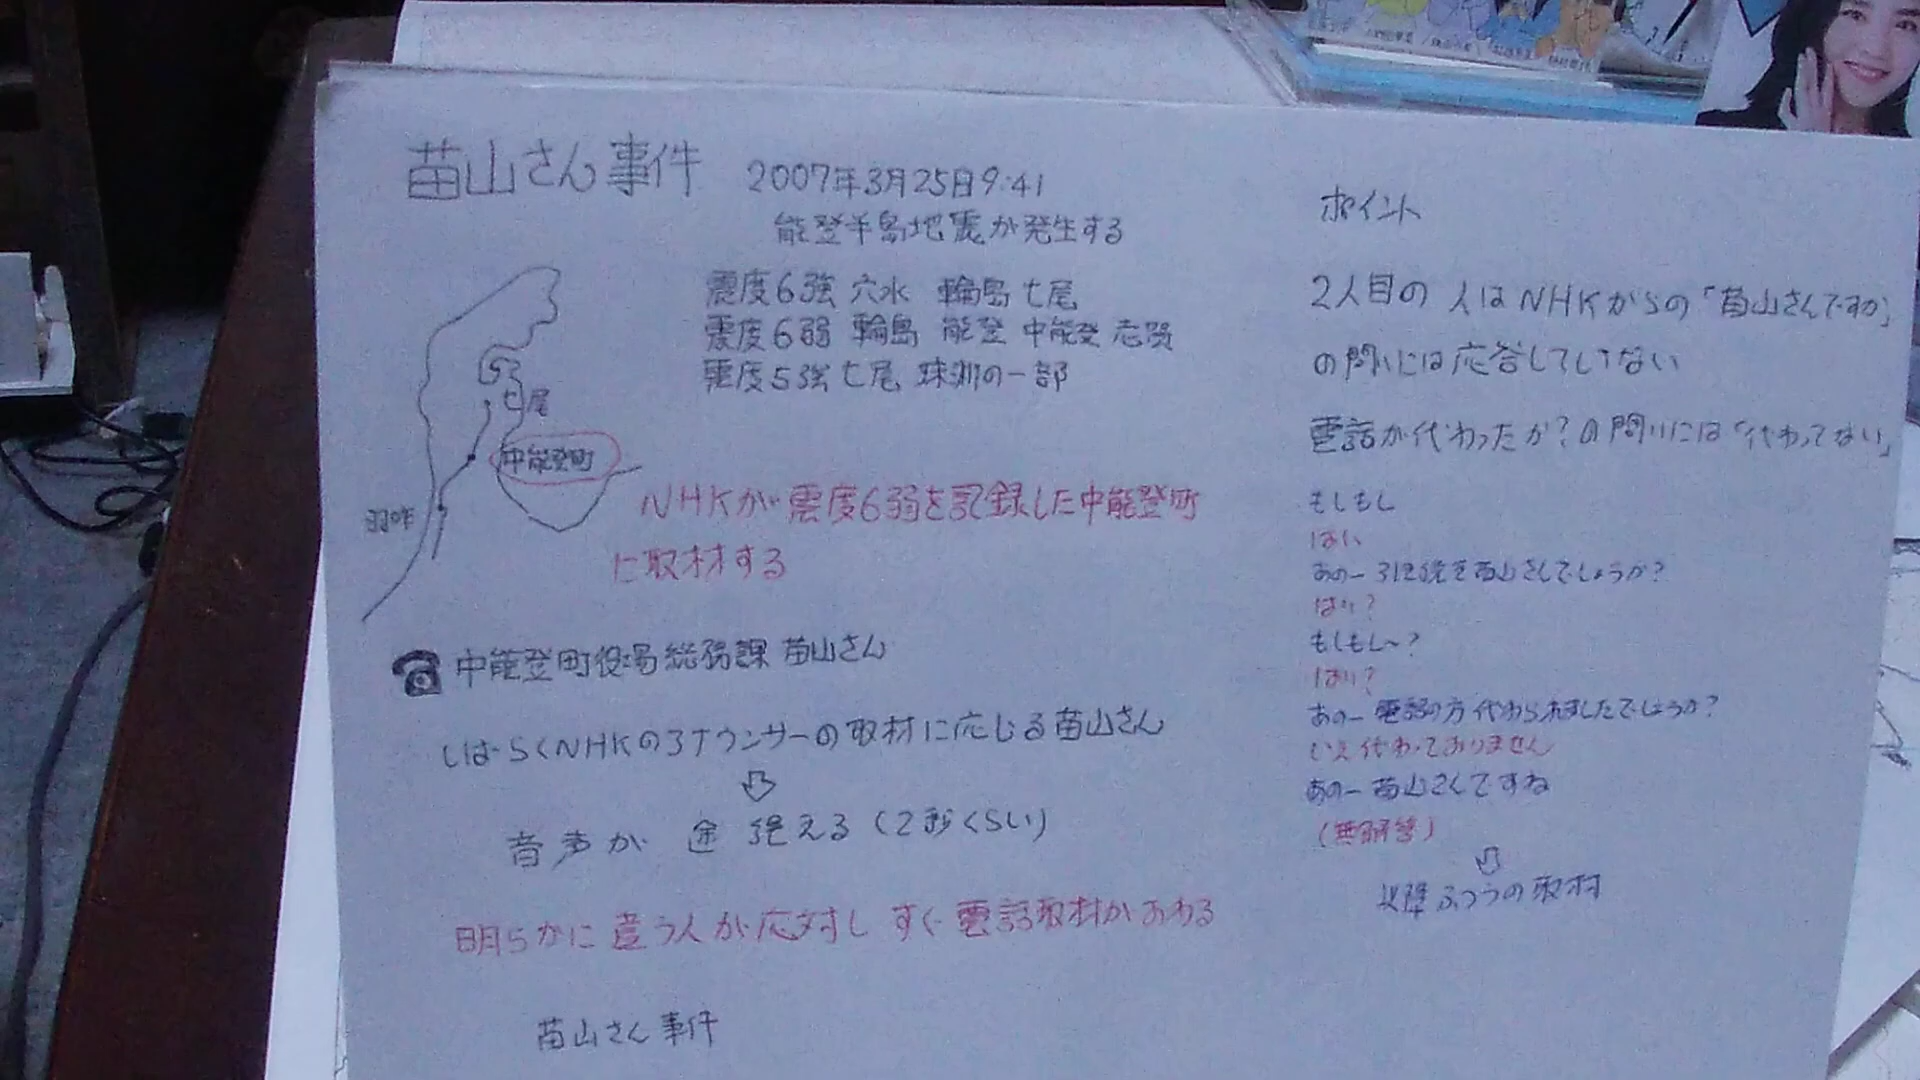 苗山さん事件
2007年3月25日9:41
能登半島地震が発生する
震度6強 穴水 輪島 七尾
震度6弱 輪島 能登 中能登 志賀
震度5強 七尾 珠洲の一部
七尾
中能登町
羽咋
NHKが震度6弱を記録した中能登町
に取材する
中能登町役場総務課 苗山さん
しばらくNHKのアナウンサーの取材に応じる苗山さん
音声が 途絶える(2秒くらい)
明らかに違う人が応対し すぐ電話取材がおわる
苗山さん事件
ポイント
2人目の人はNHKからの「苗山さんですか」
の問いには応答していない
電話が代わったか?の問いには「代わってない」
もしもし
はい
あのー 引き続き苗山さんでしょうか?
はい?
もしもし〜?
はい?
あのー 電話の方代わられましたでしょうか?
いえ代わっておりません
あのー苗山さんですね
(無解答)
以降ふつうの取材